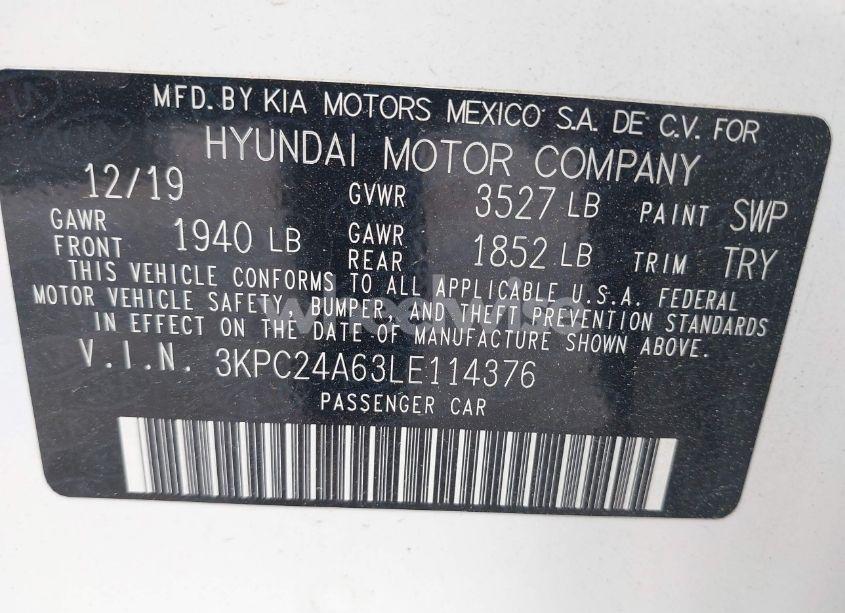 MFD. BY KIA MOTORS MEXICO S.A. DE C.V. FOR
HYUNDAI MOTOR COMPANY
12/19 GVWR 3527 LB PAINT SWP
GAWR FRONT 1940 LB GAWR REAR 1852 LB TRIM TRY
THIS VEHICLE CONFORMS TO ALL APPLICABLE U.S.A. FEDERAL
MOTOR VEHICLE SAFETY, BUMPER, AND THEFT PREVENTION STANDARDS
IN EFFECT ON THE DATE OF MANUFACTURE SHOWN ABOVE.
V.I.N. 3KPC24A63LE114376
PASSENGER CAR